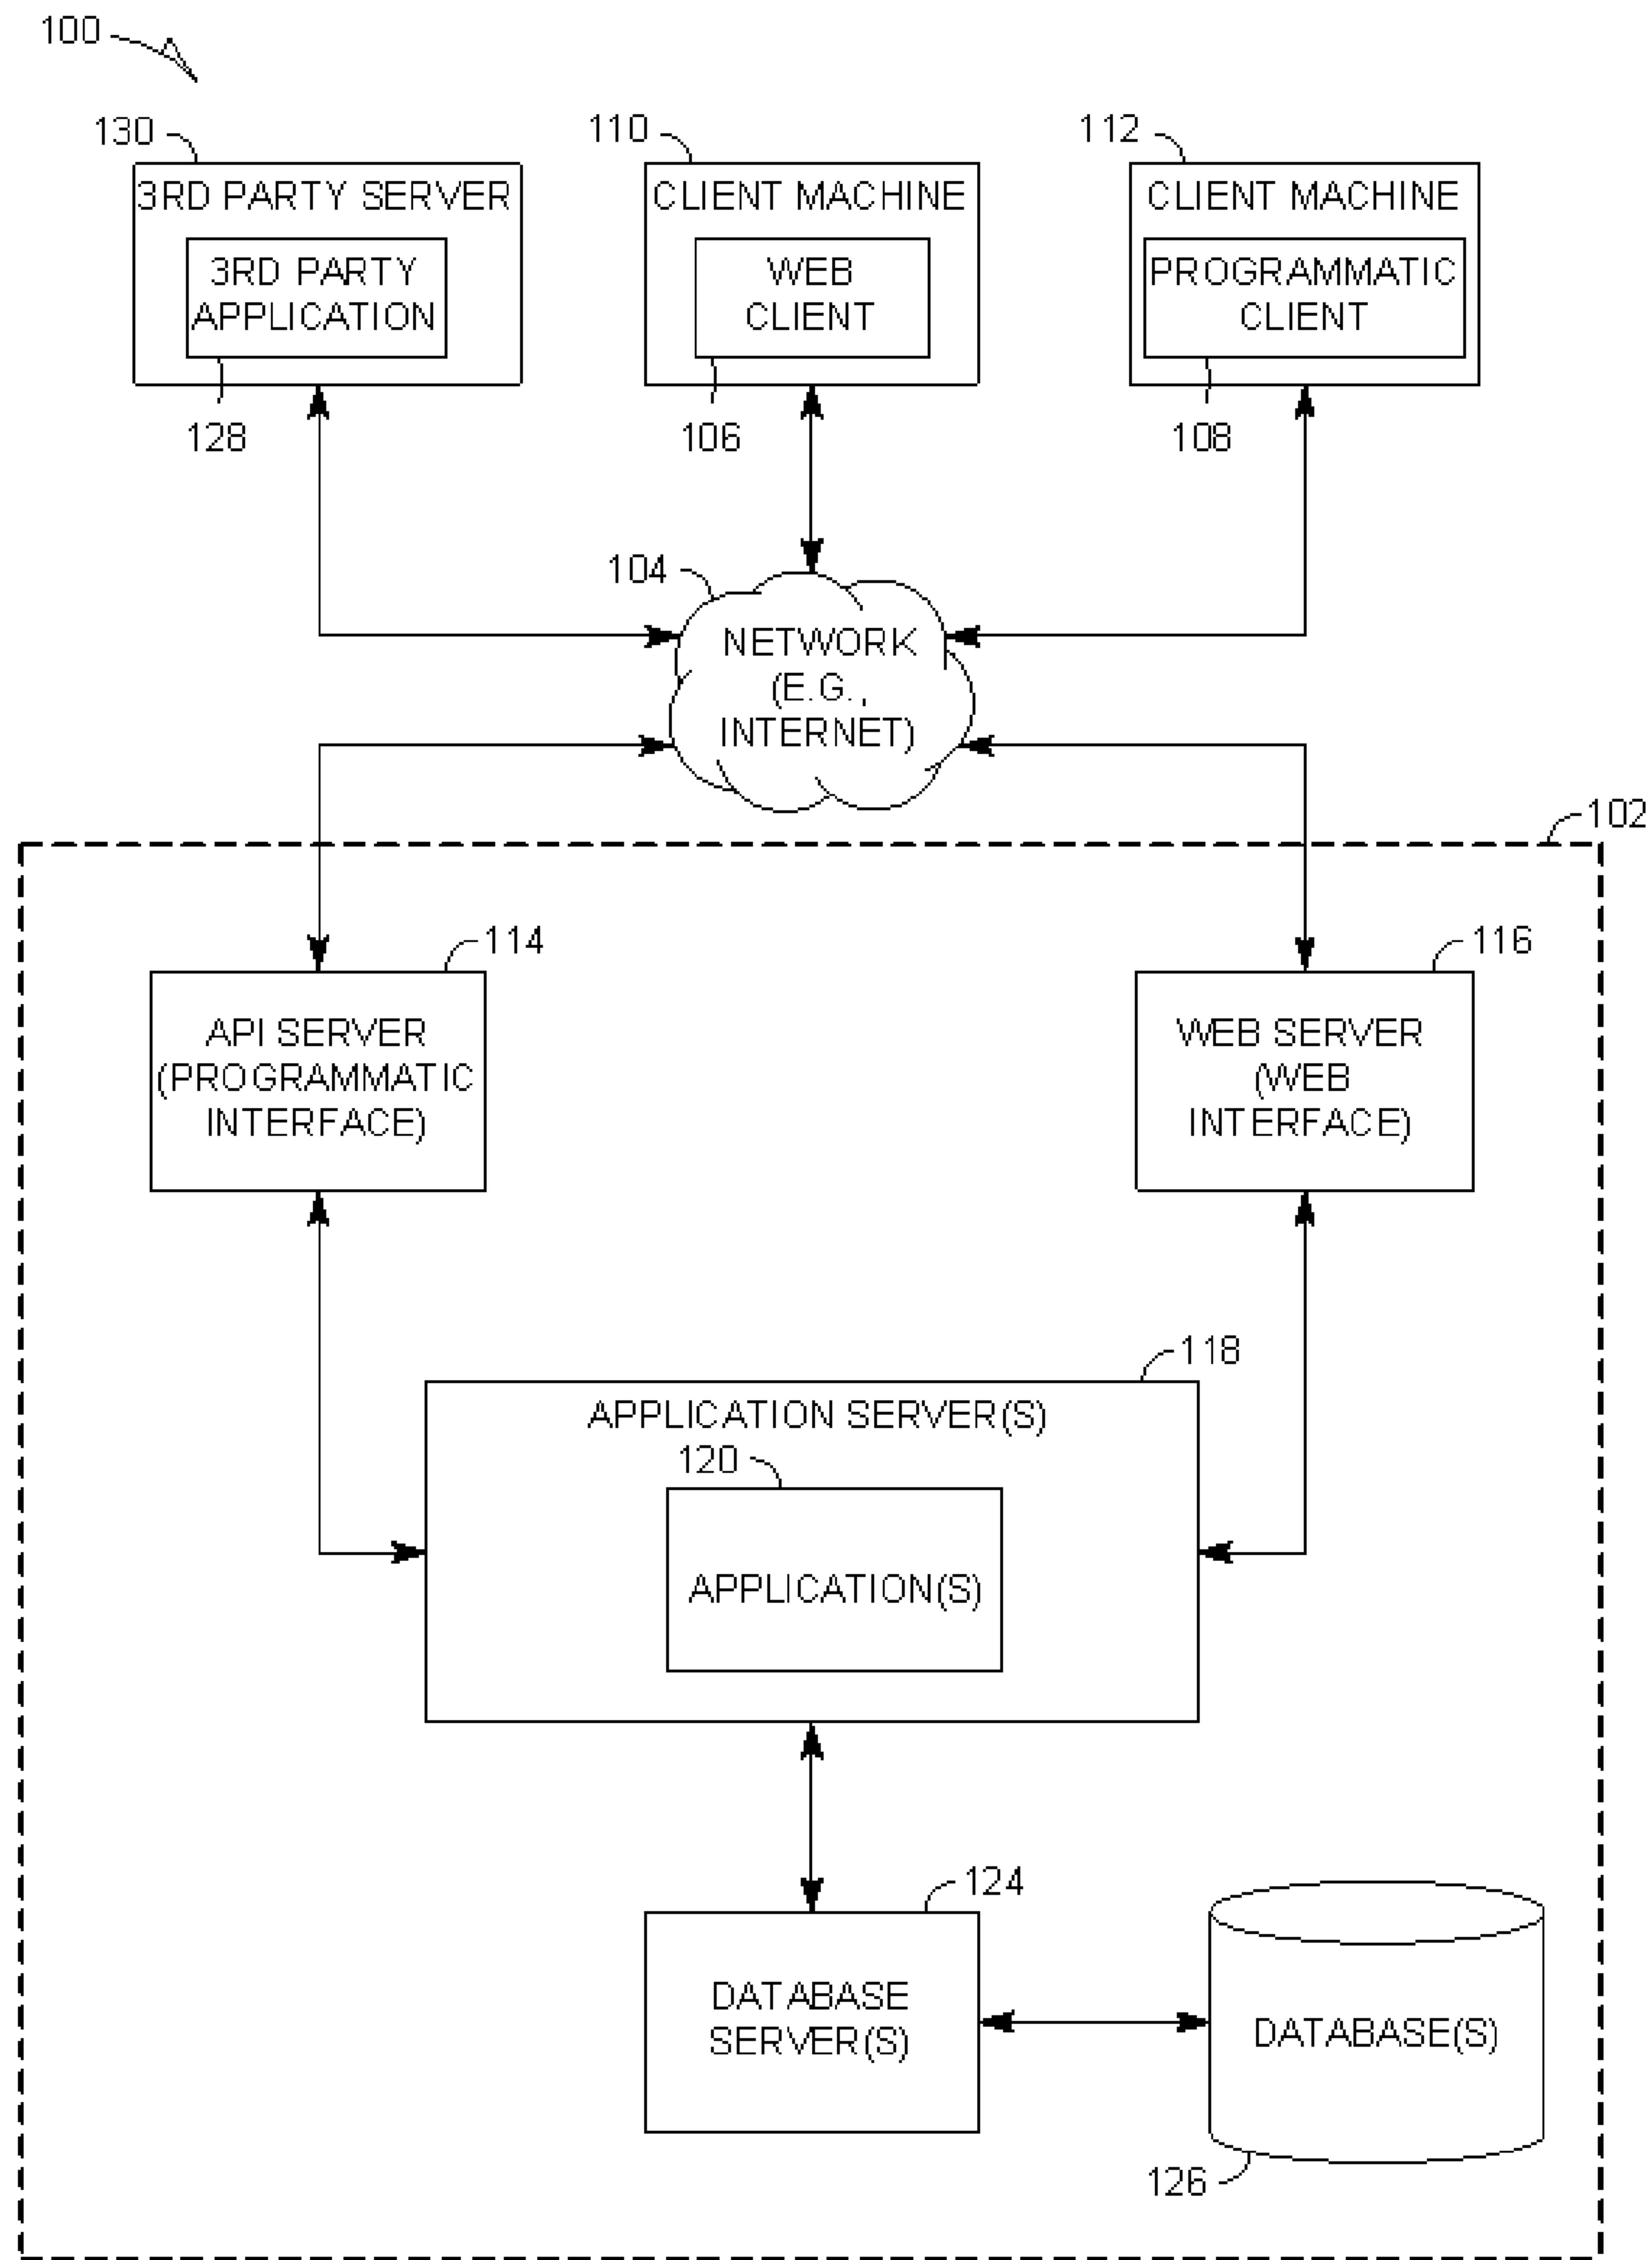 100
130
110
112
3RD PARTY SERVER
CLIENT MACHINE
CLIENT MACHINE
3RD PARTY
APPLICATION
WEB
CLIENT
PROGRAMMATIC
CLIENT
128
106
108
104
NETWORK
(E.G.,
INTERNET)
102
114
116
API SERVER
(PROGRAMMATIC
INTERFACE)
WEB SERVER
(WEB
INTERFACE)
118
APPLICATION SERVER(S)
120
APPLICATION(S)
124
DATABASE
SERVER(S)
DATABASE(S)
126